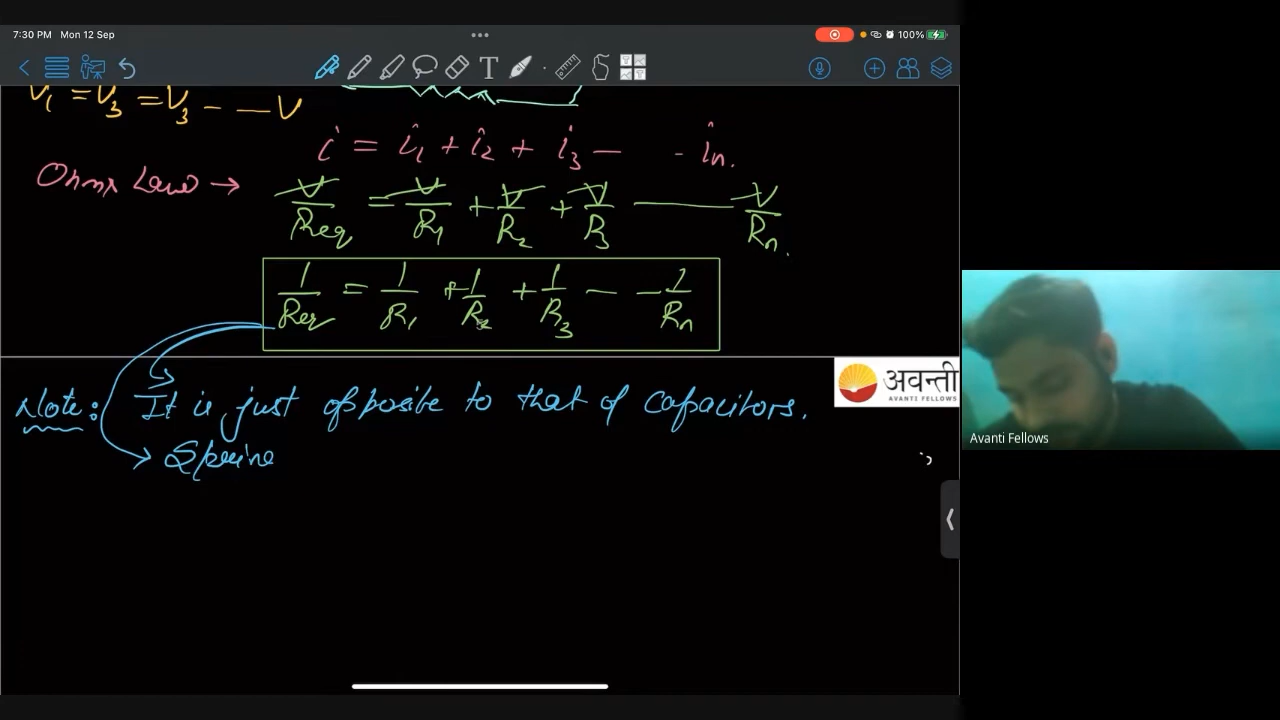 7:30 PM Mon 12 Sep
100%
V₁ = V₃ = V₃ - — V
i = i₁ + i₂ + i₃ — - iₙ.
Ohm's Law →
V/Req = V/R₁ + V/R₂ + V/R₃ —— V/Rₙ.
1/Req = 1/R₁ + 1/R₂ + 1/R₃ — - 1/Rₙ
Note: It is just opposite to that of capacitors.
अवन्ती
AVANTI FELLOWS
→
Avanti Fellows